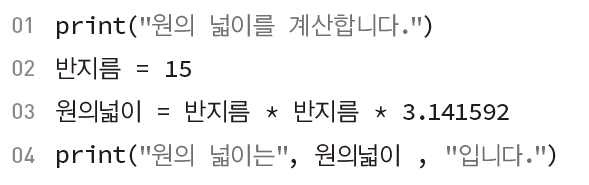 01 print("원의 넓이를 계산합니다.")
02 반지름 = 15
03 원의넓이 = 반지름 * 반지름 * 3.141592
04 print("원의 넓이는", 원의넓이 , "입니다.")